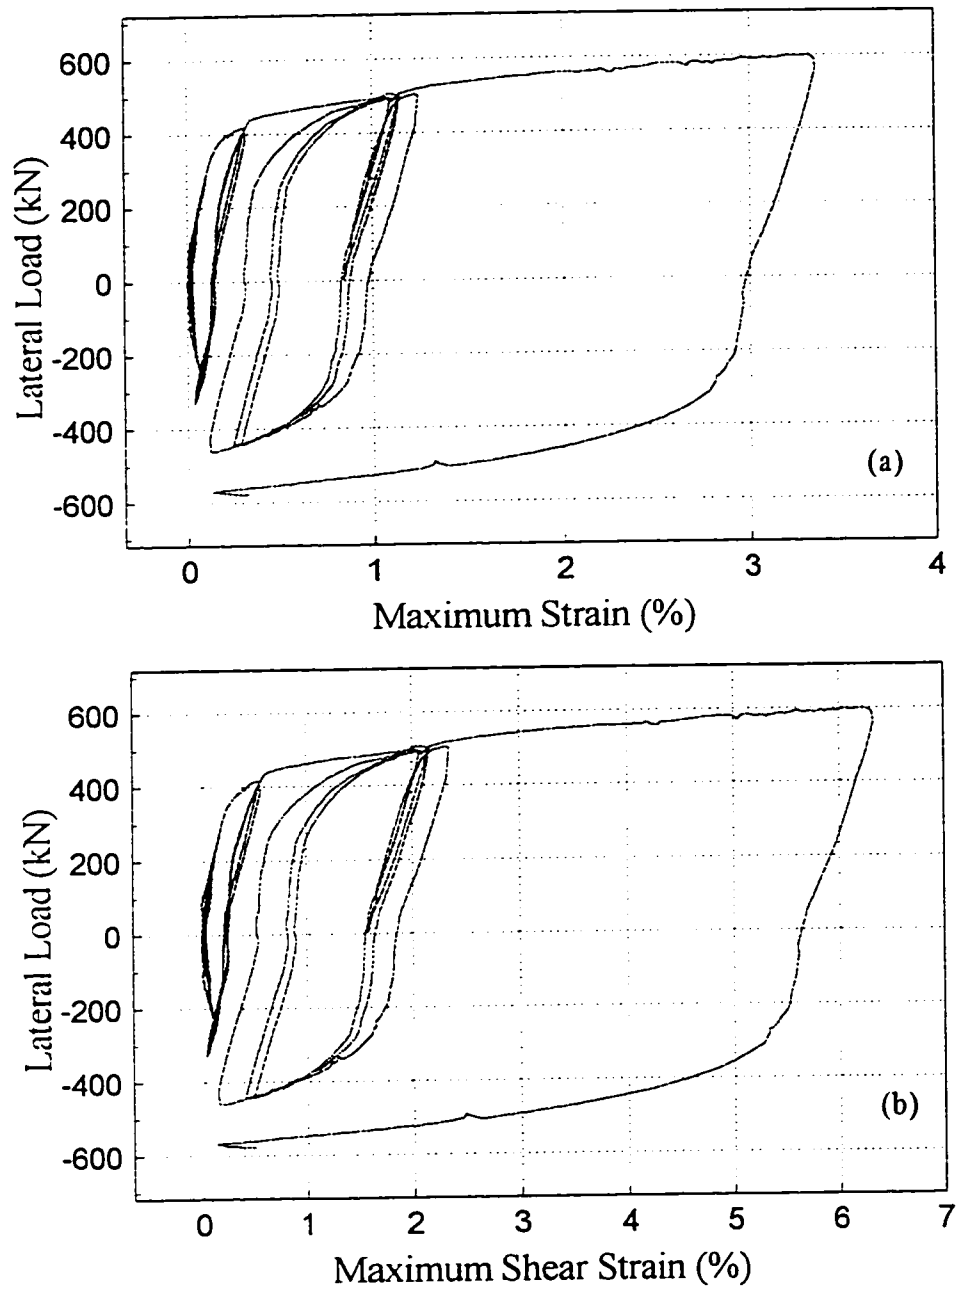 600
400
200
0
-200
-400
-600
Lateral Load (kN)
(a)
0 1 2 3 4
Maximum Strain (%)
600
400
200
0
-200
-400
-600
Lateral Load (kN)
(b)
0 1 2 3 4 5 6 7
Maximum Shear Strain (%)